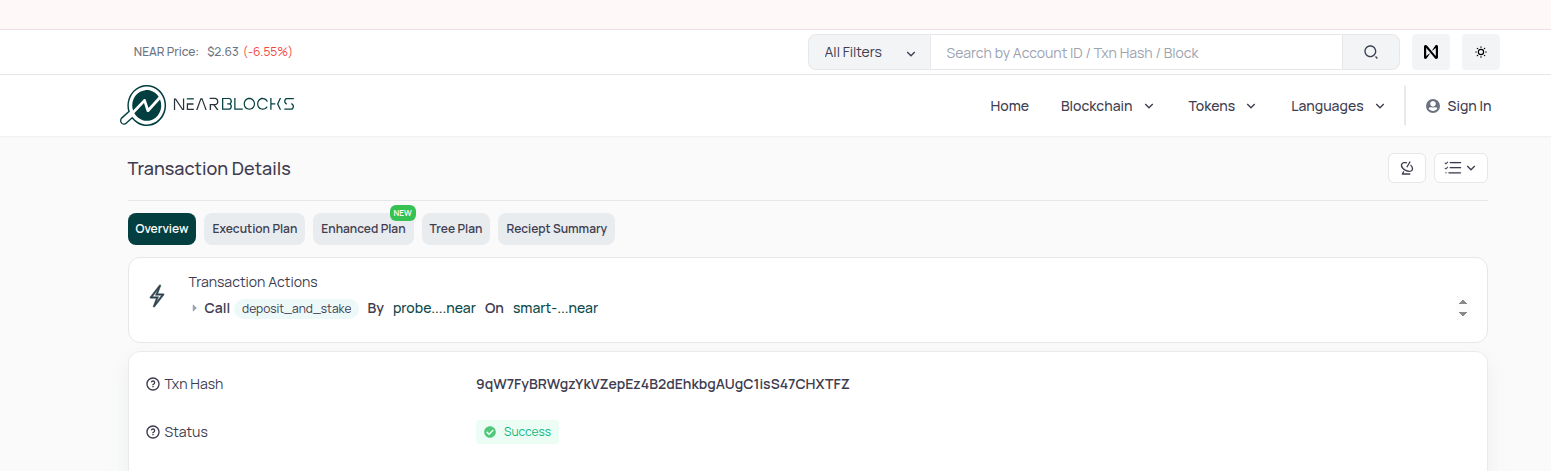 NEAR Price: $2.63 (-6.55%)
All Filters Search by Account ID / Txn Hash / Block
NEARBLOCKS Home Blockchain Tokens Languages Sign In
Transaction Details
NEW
Overview Execution Plan Enhanced Plan Tree Plan Reciept Summary
Transaction Actions
Call deposit_and_stake By probe....near On smart-...near
Txn Hash 9qW7FyBRWgzYkVZepEz4B2dEhkbgAUgC1isS47CHXTFZ
Status Success